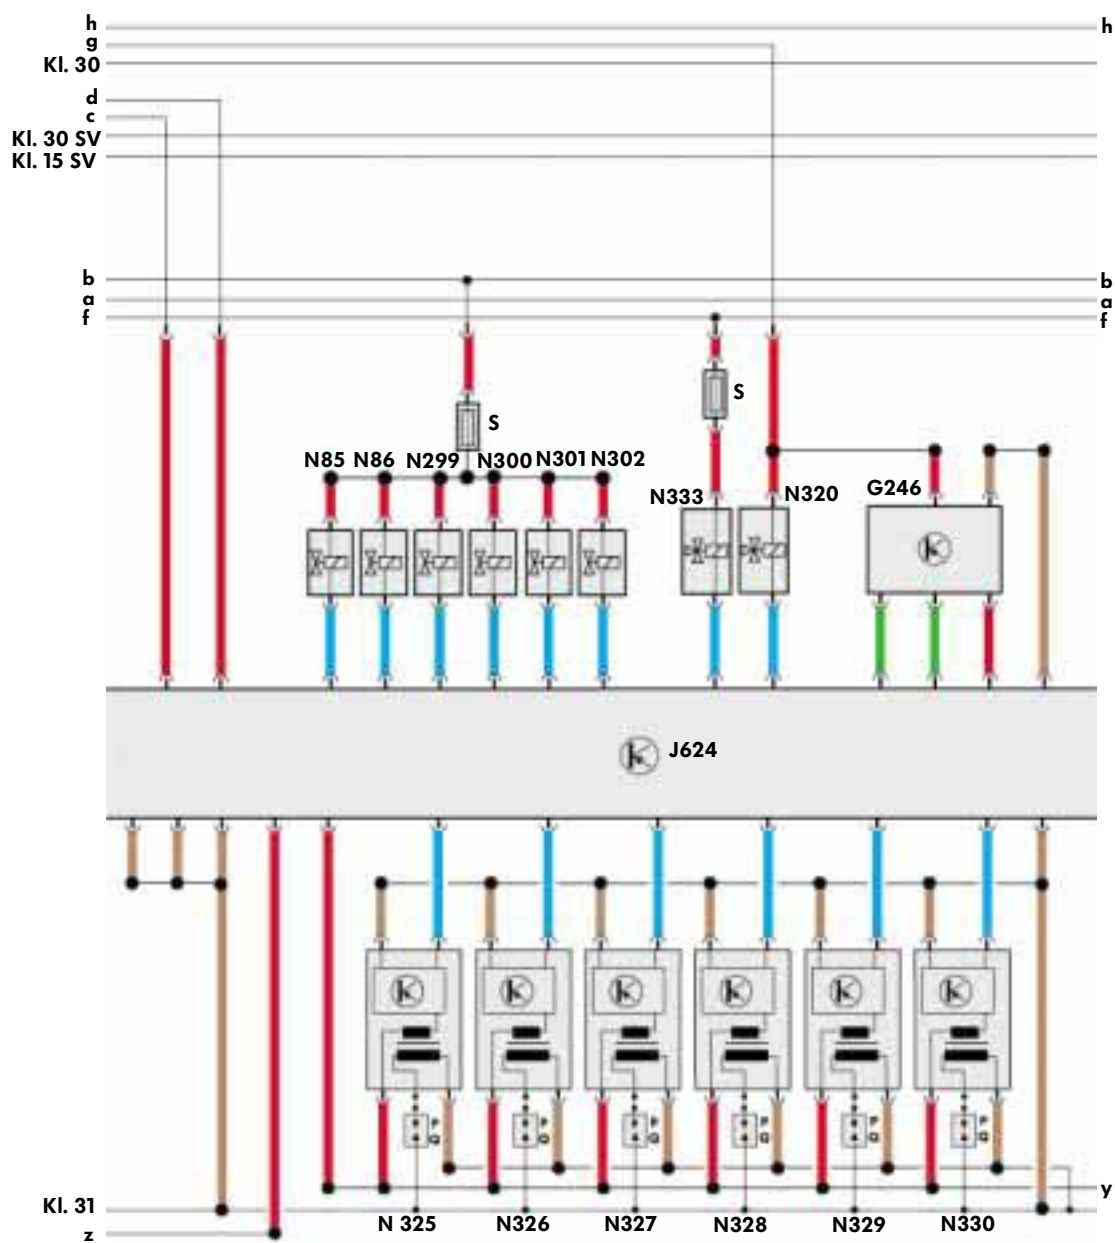 h h
g
Kl. 30
d
c
Kl. 30 SV
Kl. 15 SV
b b
a a
f f
S
S
N85 N86 N299 N300 N301 N302
N333 N320 G246
J624
P P P P P P
Q Q Q Q Q Q
y
Kl. 31
z
N 325 N326 N327 N328 N329 N330